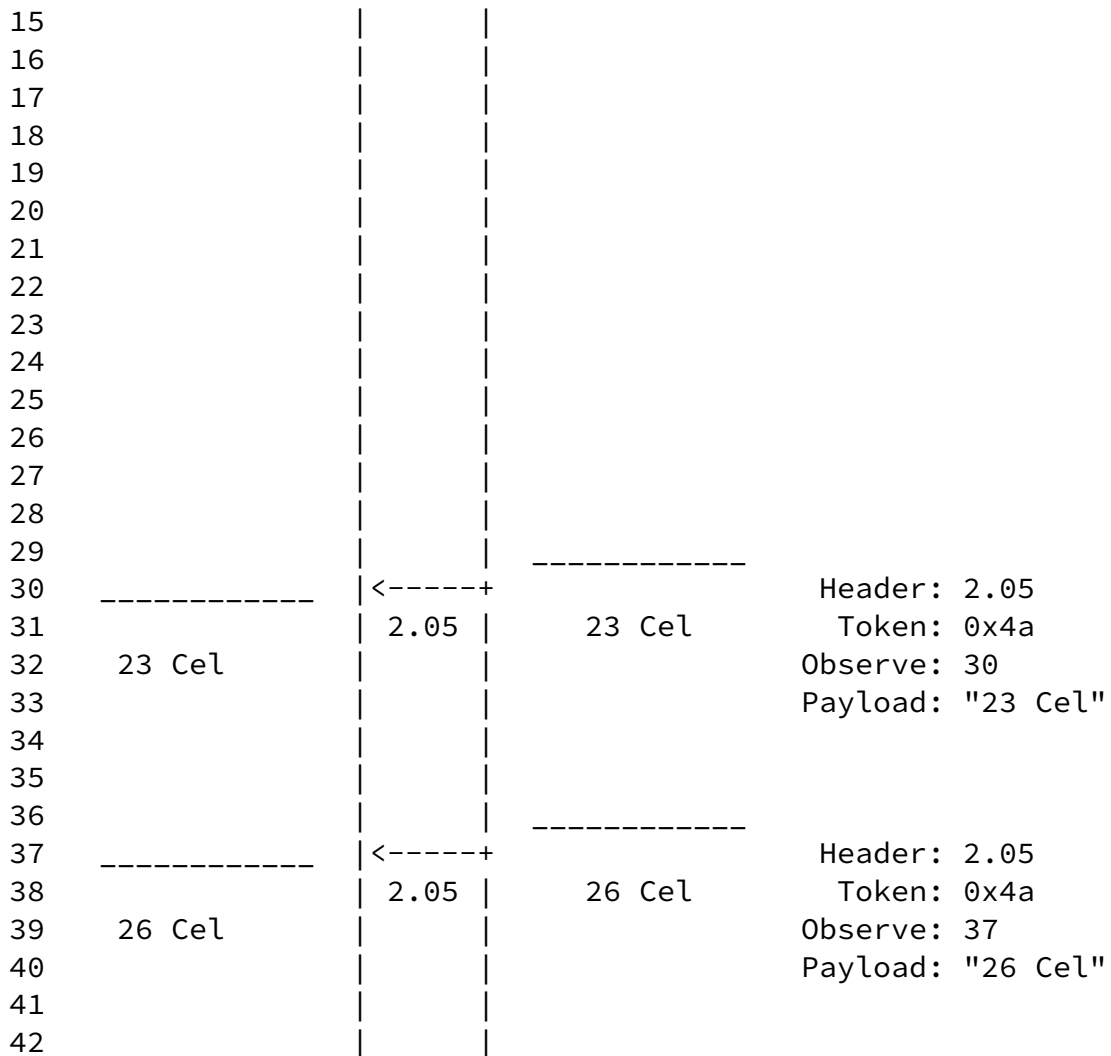 15                  |      |
16                  |      |
17                  |      |
18                  |      |
19                  |      |
20                  |      |
21                  |      |
22                  |      |
23                  |      |
24                  |      |
25                  |      |
26                  |      |
27                  |      |
28                  |      |
29                  |      |  ____________
30    ____________  |<-----+                  Header: 2.05
31                  | 2.05 |     23 Cel        Token: 0x4a
32     23 Cel       |      |                 Observe: 30
33                  |      |                 Payload: "23 Cel"
34                  |      |
35                  |      |
36                  |      |  ____________
37    ____________  |<-----+                  Header: 2.05
38                  | 2.05 |     26 Cel        Token: 0x4a
39     26 Cel       |      |                 Observe: 37
40                  |      |                 Payload: "26 Cel"
41                  |      |
42                  |      |